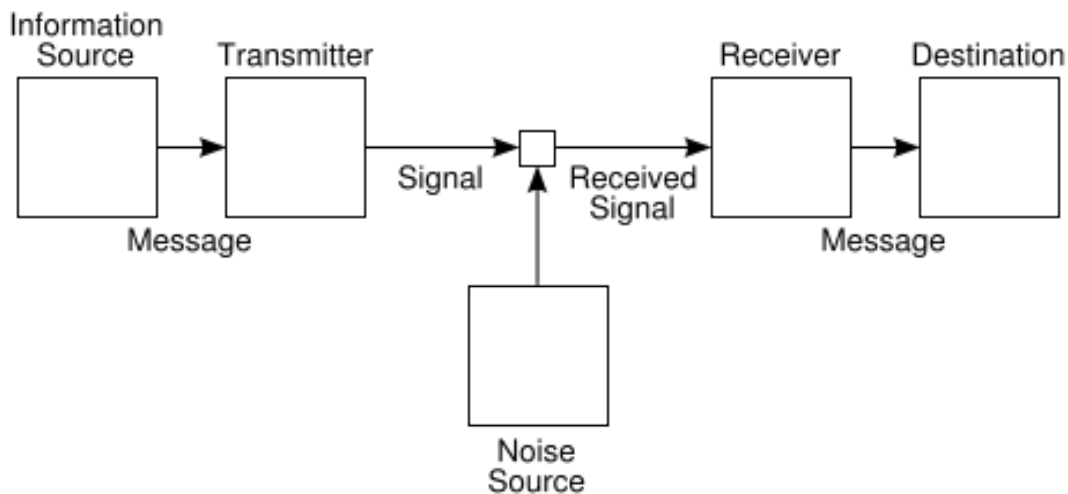 Information
Source
Transmitter
Receiver
Destination
Signal
Received
Signal
Message
Message
Noise
Source